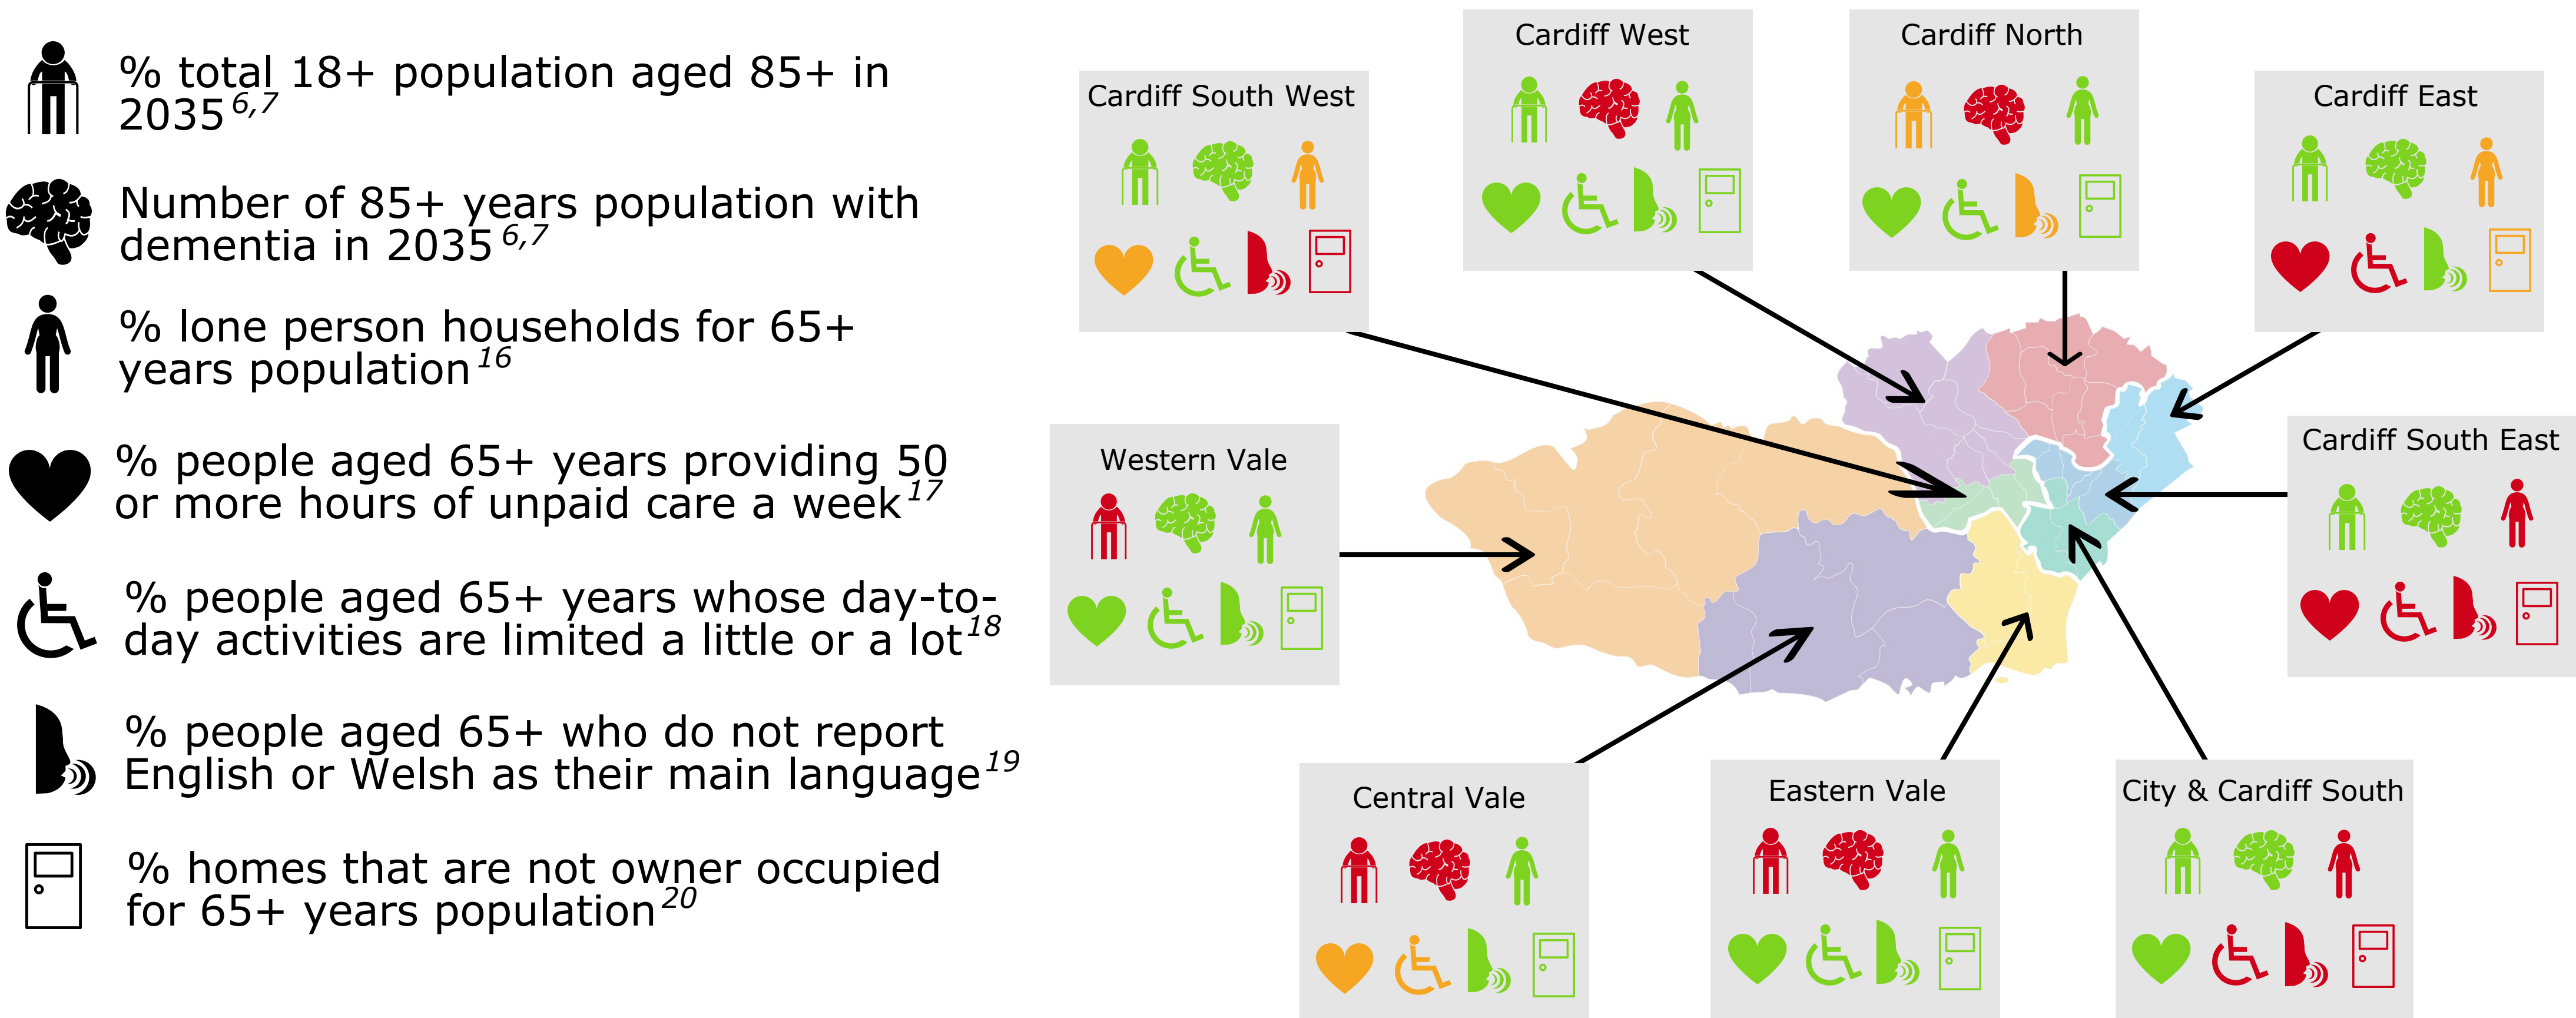 % total 18+ population aged 85+ in
2035 6,7
Number of 85+ years population with
dementia in 2035 6,7
% lone person households for 65+
years population 16
% people aged 65+ years providing 50
or more hours of unpaid care a week 17
% people aged 65+ years whose day-to-
day activities are limited a little or a lot 18
% people aged 65+ who do not report
English or Welsh as their main language 19
% homes that are not owner occupied
for 65+ years population 20
Cardiff West
Cardiff North
Cardiff South West
Cardiff East
Cardiff South East
Western Vale
Central Vale
Eastern Vale
City & Cardiff South